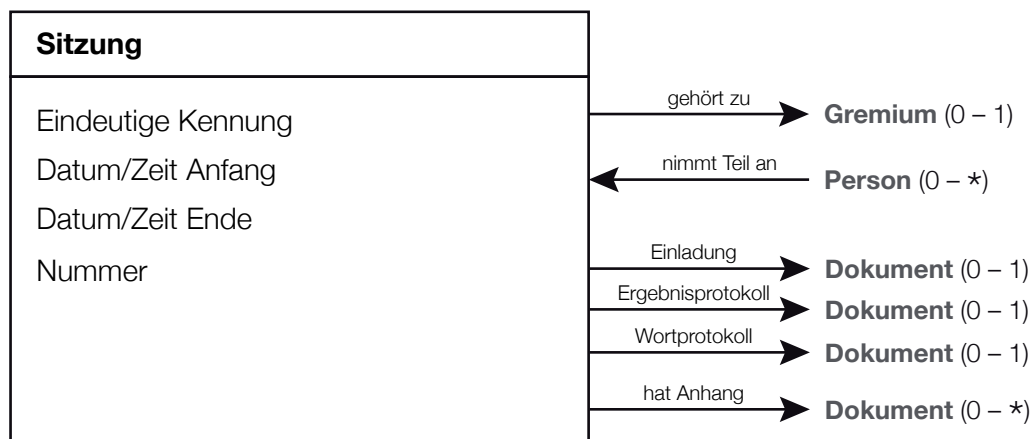 Sitzung
Eindeutige Kennung
Datum/Zeit Anfang
Datum/Zeit Ende
Nummer
gehört zu
Gremium (0 – 1)
nimmt Teil an
Person (0 – *)
Einladung
Dokument (0 – 1)
Ergebnisprotokoll
Dokument (0 – 1)
Wortprotokoll
Dokument (0 – 1)
hat Anhang
Dokument (0 – *)